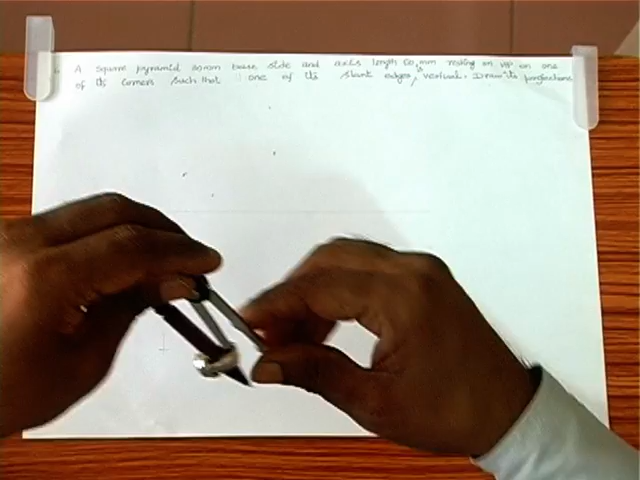 A Square pyramid 30mm base side and axis length 60mm resting on HP on one
of its corners such that one of its slant edges, vertical. Draw its projections